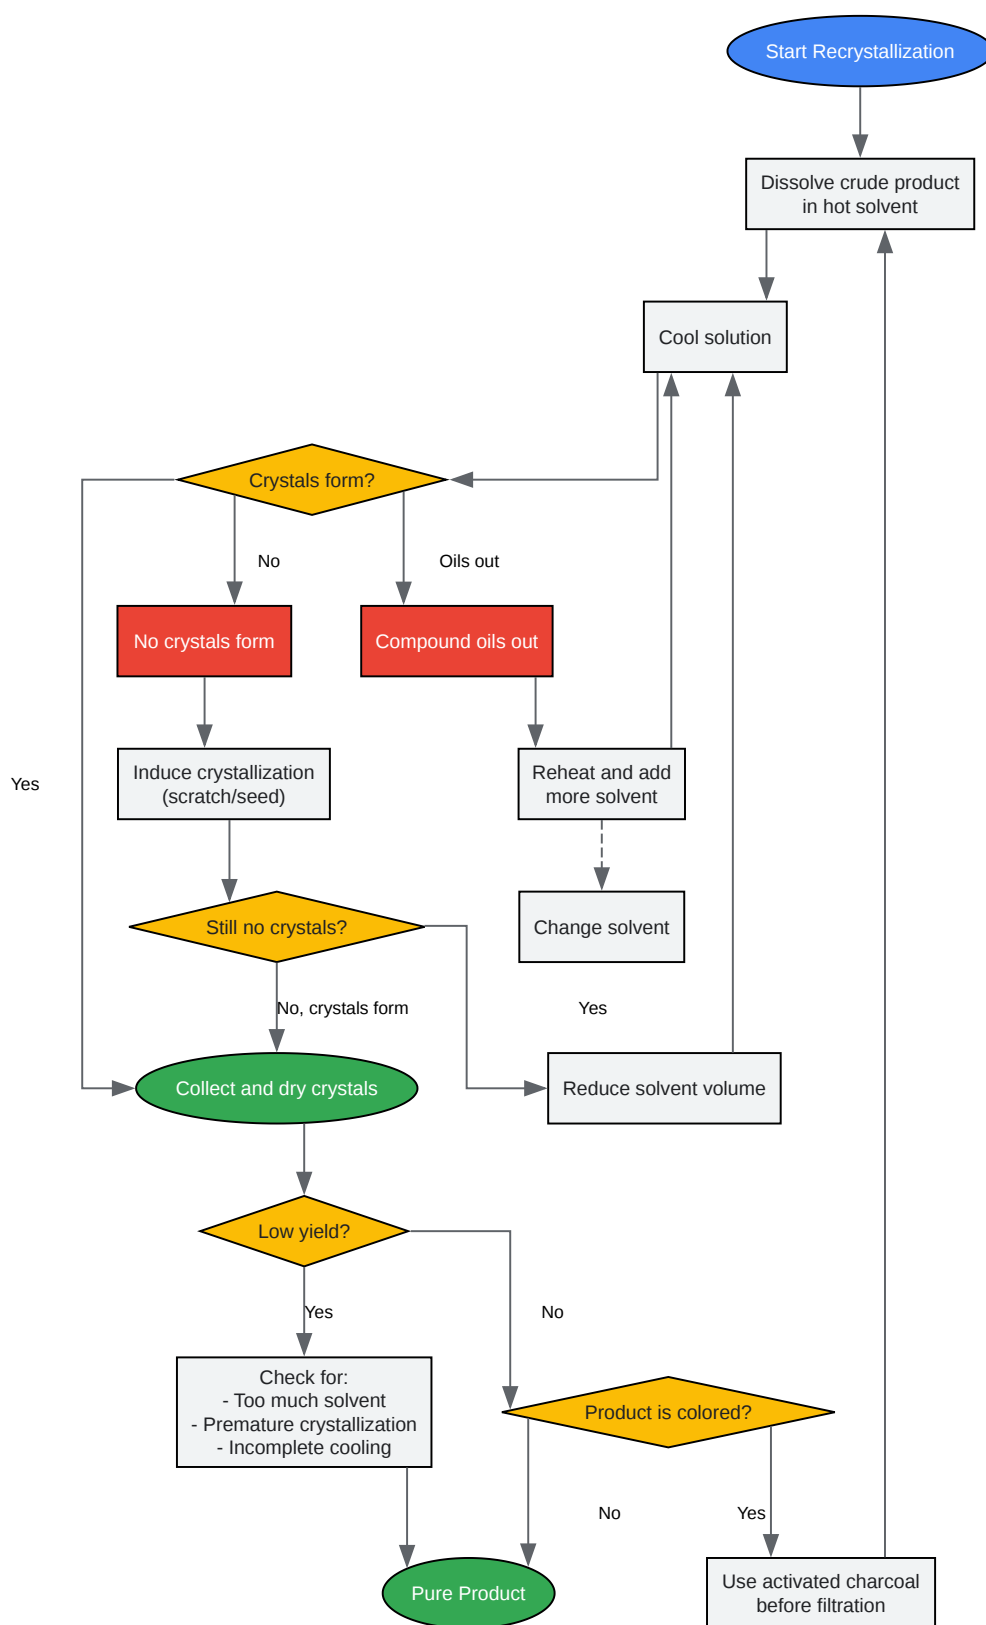 Start Recrystallization
Dissolve crude product
in hot solvent
Cool solution
Crystals form?
No
Oils out
No crystals form
Compound oils out
Yes
Induce crystallization
(scratch/seed)
Reheat and add
more solvent
Still no crystals?
Change solvent
No, crystals form
Yes
Collect and dry crystals
Reduce solvent volume
Low yield?
Yes
No
Check for:
- Too much solvent
- Premature crystallization
- Incomplete cooling
Product is colored?
No
Yes
Pure Product
Use activated charcoal
before filtration